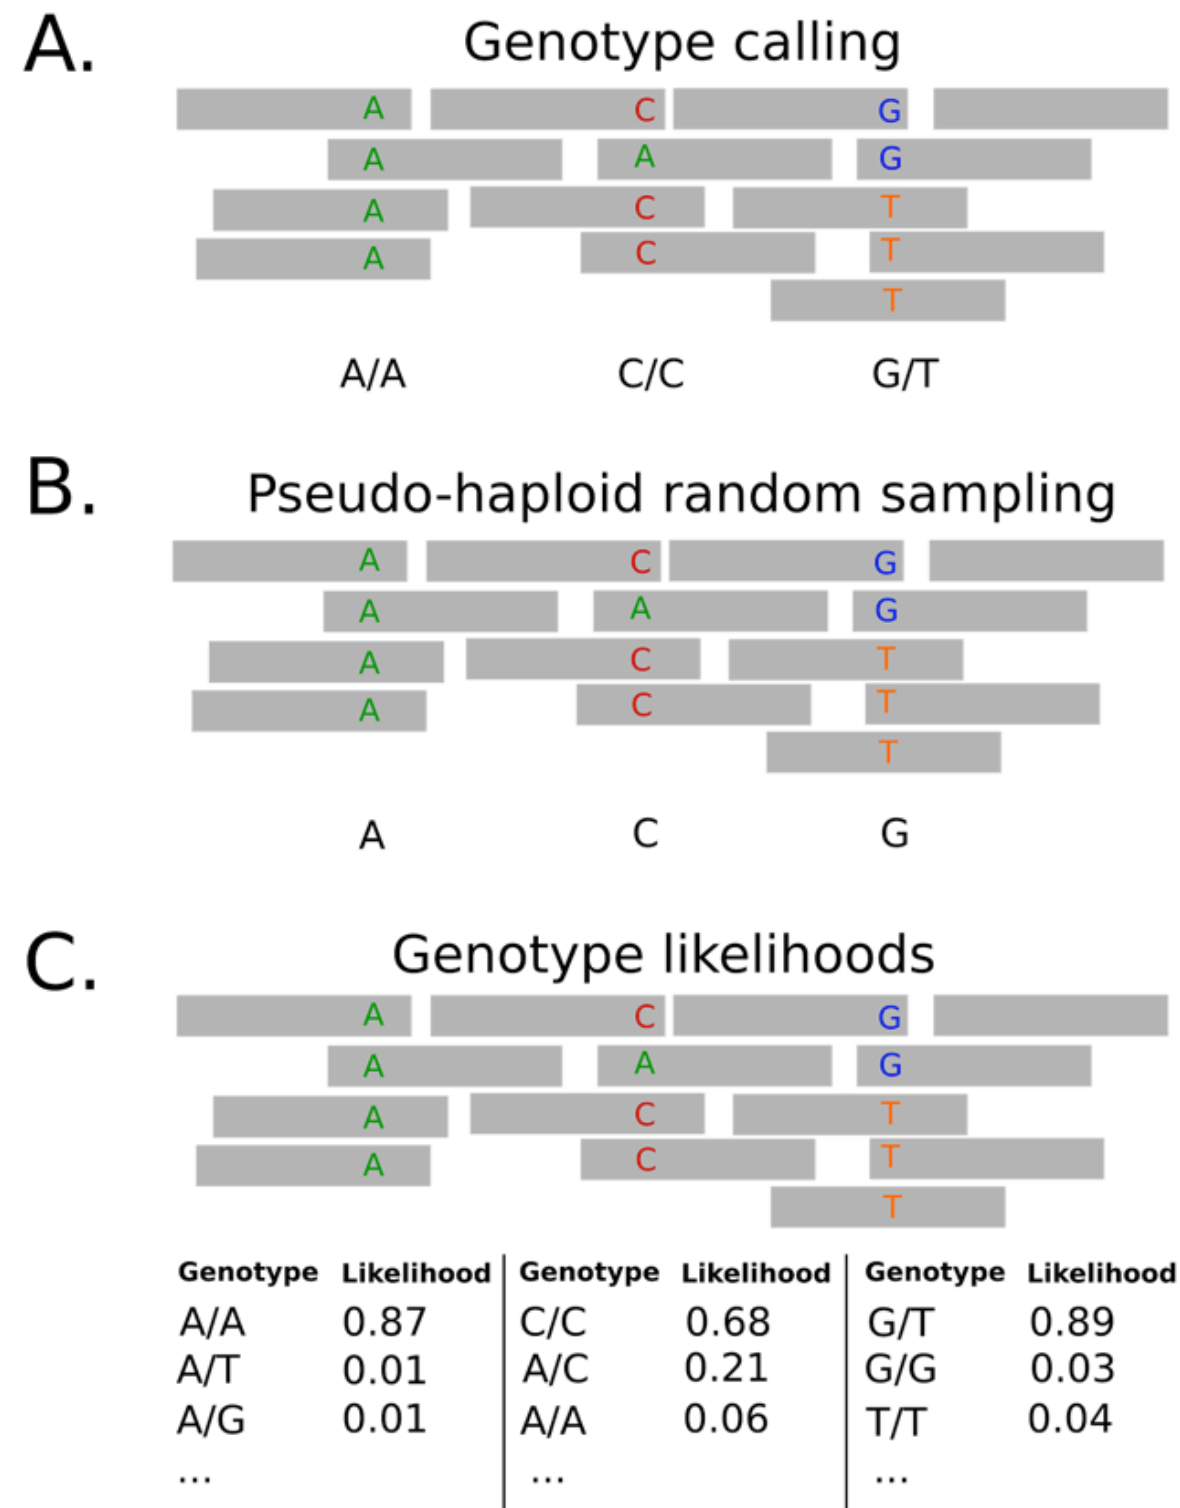 A. Genotype calling
A C G
A A G
A C T
A C T
T
A/A C/C G/T
B. Pseudo-haploid random sampling
A C G
A A G
A C T
A C T
T
A C G
C. Genotype likelihoods
A C G
A A G
A C T
A C T
T
Genotype Likelihood Genotype Likelihood Genotype Likelihood
A/A 0.87 C/C 0.68 G/T 0.89
A/T 0.01 A/C 0.21 G/G 0.03
A/G 0.01 A/A 0.06 T/T 0.04
... ... ...